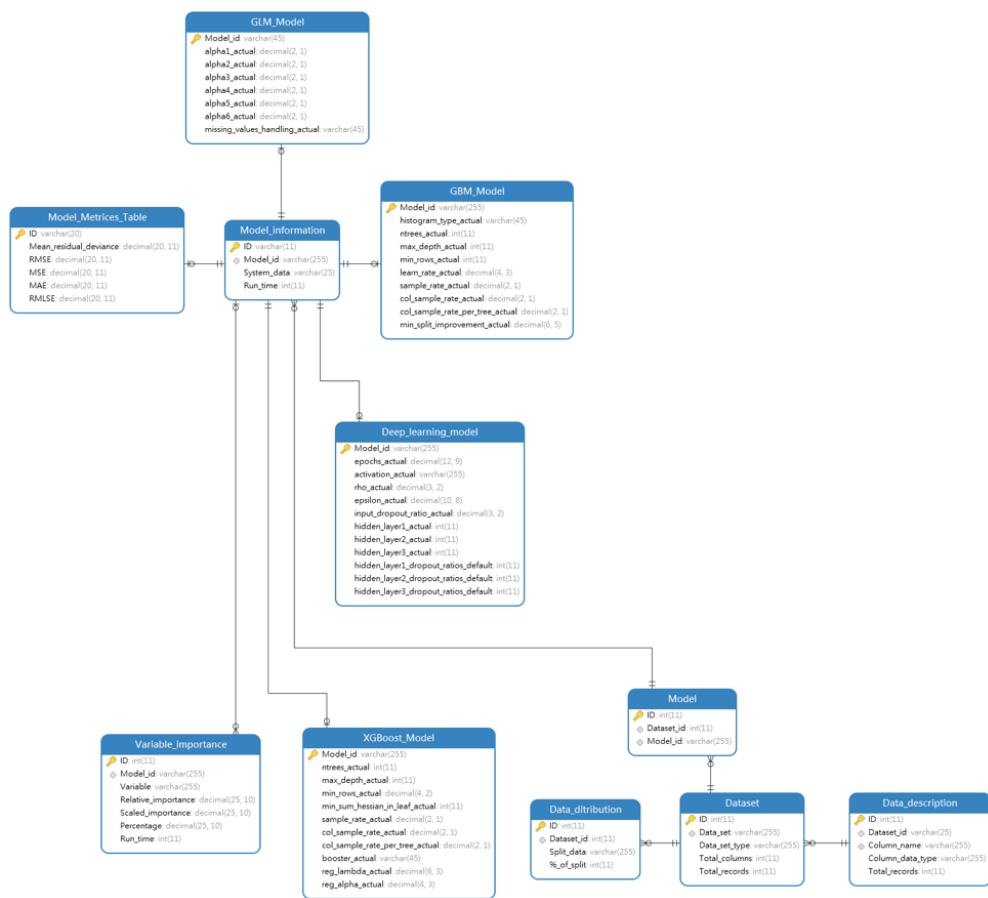 GLM_Model
Model_id: varchar(45)
alpha1_actual: decimal(2, 1)
alpha2_actual: decimal(2, 1)
alpha3_actual: decimal(2, 1)
alpha4_actual: decimal(2, 1)
alpha5_actual: decimal(2, 1)
alpha6_actual: decimal(2, 1)
missing_values_handling_actual: varchar(45)
Model_Metrices_Table
ID: varchar(20)
Mean_residual_deviance: decimal(20, 11)
RMSE: decimal(20, 11)
MSE: decimal(20, 11)
MAE: decimal(20, 11)
RMLSE: decimal(20, 11)
Model_information
ID: varchar(11)
Model_id: varchar(255)
System_data: varchar(25)
Run_time: int(11)
GBM_Model
Model_id: varchar(255)
histogram_type_actual: varchar(45)
ntrees_actual: int(11)
max_depth_actual: int(11)
min_rows_actual: int(11)
learn_rate_actual: decimal(4, 3)
sample_rate_actual: decimal(2, 1)
col_sample_rate_actual: decimal(2, 1)
col_sample_rate_per_tree_actual: decimal(2, 1)
min_split_improvement_actual: decimal(6, 5)
Deep_learning_model
Model_id: varchar(255)
epochs_actual: decimal(12, 9)
activation_actual: varchar(255)
rho_actual: decimal(3, 2)
epsilon_actual: decimal(10, 8)
input_dropout_ratio_actual: decimal(3, 2)
hidden_layer1_actual: int(11)
hidden_layer2_actual: int(11)
hidden_layer3_actual: int(11)
hidden_layer1_dropout_ratios_default: int(11)
hidden_layer2_dropout_ratios_default: int(11)
hidden_layer3_dropout_ratios_default: int(11)
Variable_importance
ID: int(11)
Model_id: varchar(255)
Variable: varchar(255)
Relative_importance: decimal(25, 10)
Scaled_importance: decimal(25, 10)
Percentage: decimal(25, 10)
Run_time: int(11)
XGBoost_Model
Model_id: varchar(255)
ntrees_actual: int(11)
max_depth_actual: int(11)
min_rows_actual: decimal(4, 2)
min_sum_hessian_in_leaf_actual: int(11)
sample_rate_actual: decimal(2, 1)
col_sample_rate_actual: decimal(2, 1)
col_sample_rate_per_tree_actual: decimal(2, 1)
booster_actual: varchar(45)
reg_lambda_actual: decimal(6, 3)
reg_alpha_actual: decimal(4, 3)
Model
ID: int(11)
Dataset_id: int(11)
Model_id: varchar(255)
Data_ditribution
ID: int(11)
Dataset_id: int(11)
Split_data: varchar(255)
%_of_split: int(11)
Dataset
ID: int(11)
Data_set: varchar(255)
Data_set_type: varchar(255)
Total_columns: int(11)
Total_records: int(11)
Data_description
ID: int(11)
Dataset_id: varchar(25)
Column_name: varchar(255)
Column_data_type: varchar(255)
Total_records: int(11)